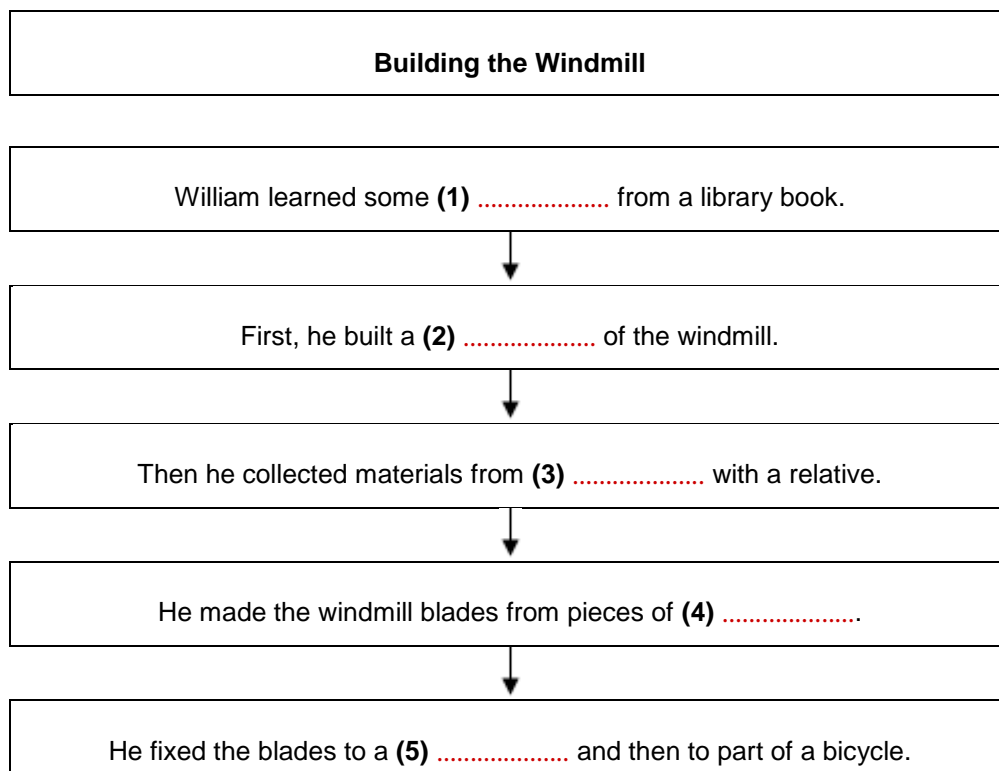 Building the Windmill
William learned some (1) .................... from a library book.
First, he built a (2) .................... of the windmill.
Then he collected materials from (3) .................... with a relative.
He made the windmill blades from pieces of (4) .....................
He fixed the blades to a (5) .................... and then to part of a bicycle.